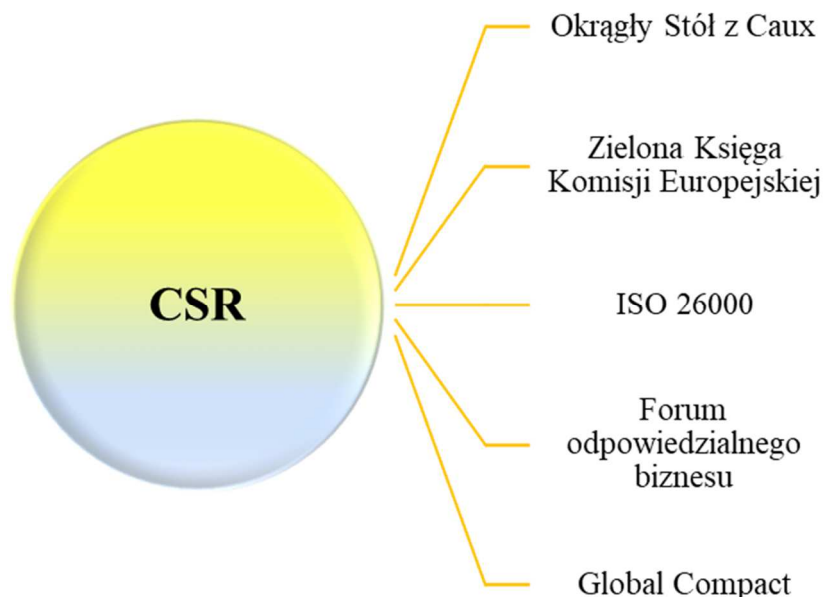 CSR
Okrągły Stół z Caux
Zielona Księga
Komisji Europejskiej
ISO 26000
Forum
odpowiedzialnego
biznesu
Global Compact